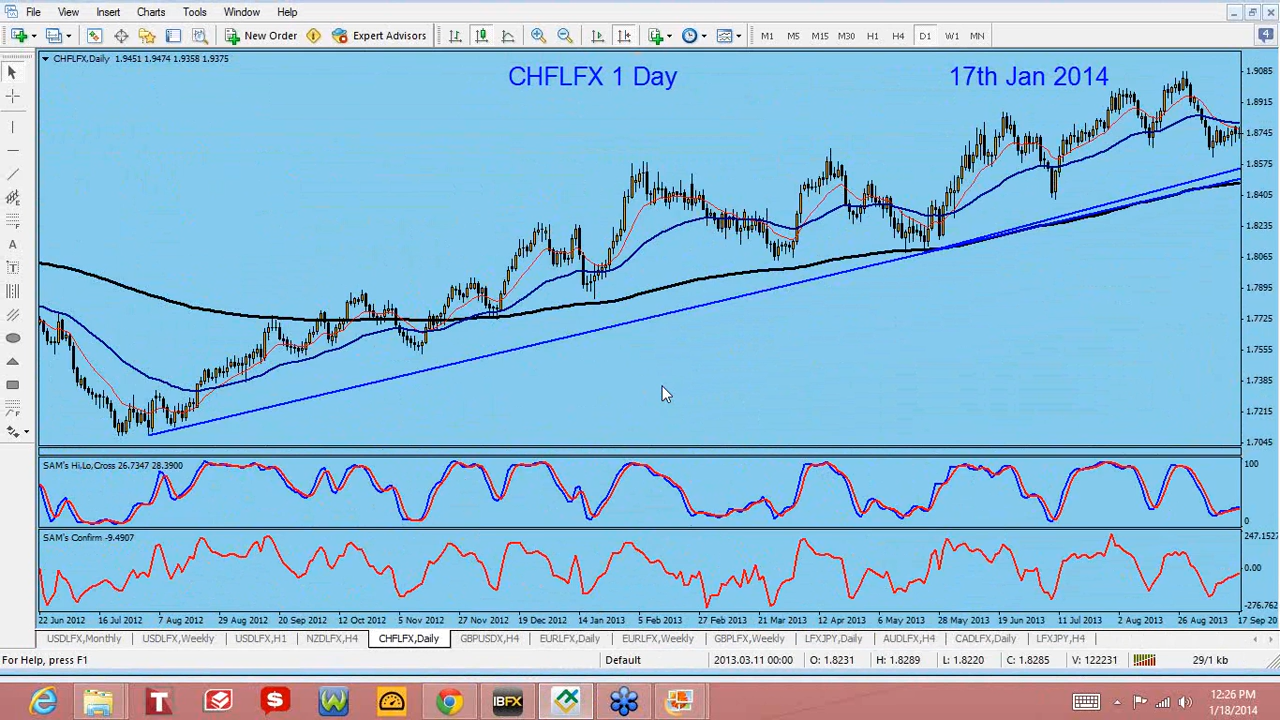 File View Insert Charts Tools Window Help
New Order Expert Advisors M1 M5 M15 M30 H1 H4 D1 W1 MN 4
CHFLFX,Daily 1.9451 1.9474 1.9358 1.9375
CHFLFX 1 Day 17th Jan 2014
1.9085
1.8915
1.8745
1.8575
1.8405
1.8235
1.8065
1.7895
1.7725
1.7555
1.7385
1.7215
1.7045
A
T
SAM's Hi,Lo,Cross 26.7347 28.3900
100
0
SAM's Confirm -9.4907
247.1527
0.00
-276.762
22 Jun 2012 16 Jul 2012 7 Aug 2012 29 Aug 2012 20 Sep 2012 12 Oct 2012 5 Nov 2012 27 Nov 2012 19 Dec 2012 14 Jan 2013 5 Feb 2013 27 Feb 2013 21 Mar 2013 12 Apr 2013 6 May 2013 28 May 2013 19 Jun 2013 11 Jul 2013 2 Aug 2013 26 Aug 2013 17 Sep 20
USDLFX,Monthly USDLFX,Weekly USDLFX,H1 NZDLFX,H4 CHFLFX,Daily GBPUSDX,H4 EURLFX,Daily EURLFX,Weekly GBPLFX,Weekly LFXJPY,Daily AUDLFX,H4 CADLFX,Daily LFXJPY,H4
For Help, press F1 Default 2013.03.11 00:00 O: 1.8231 H: 1.8289 L: 1.8220 C: 1.8285 V: 122231 29/1 kb
T S W IBFX
12:26 PM
1/18/2014